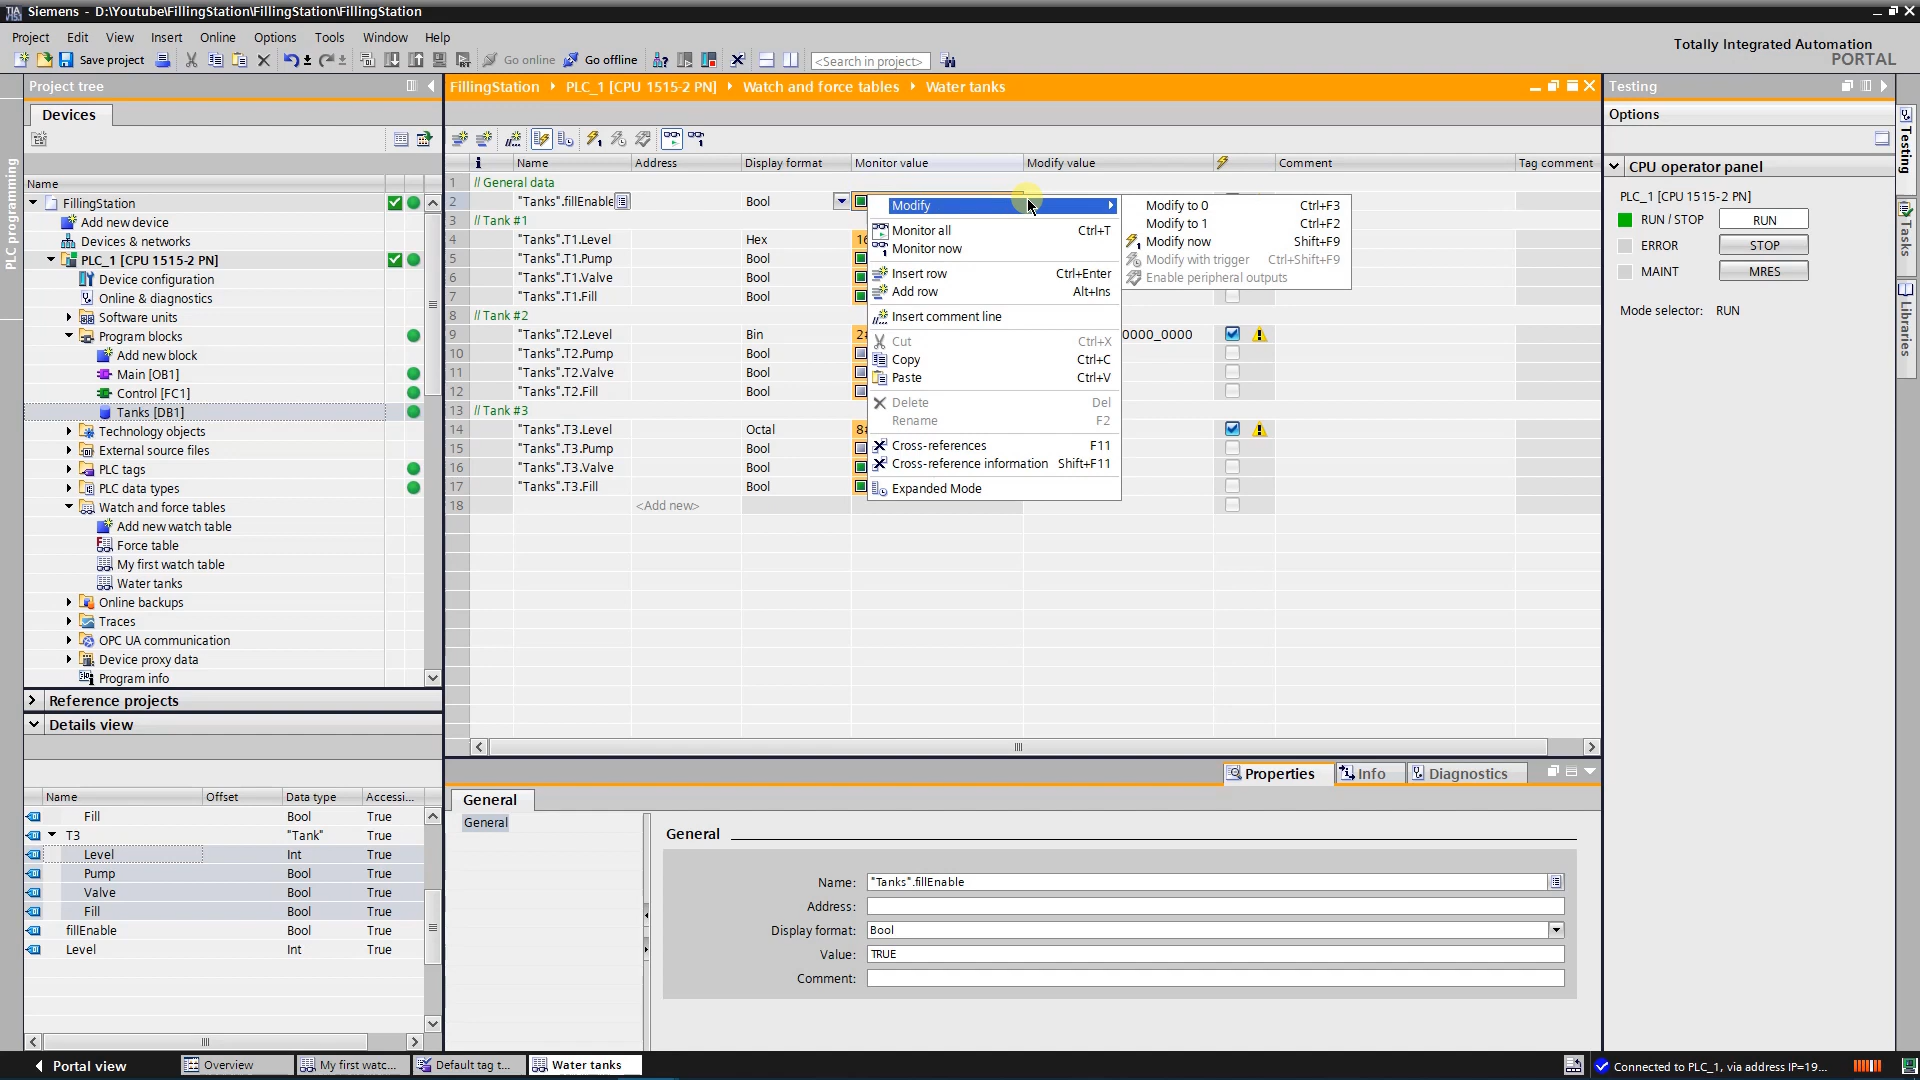 Siemens - D:\Youtube\FillingStation\FillingStation\FillingStation
Project Edit View Insert Online Options Tools Window Help
Totally Integrated Automation
PORTAL
Save project
Go online
Go offline
<Search in project>
Project tree
FillingStation › PLC_1 [CPU 1515-2 PN] › Watch and force tables › Water tanks
Testing
Devices
Options
PLC programming
Name
FillingStation
Add new device
Devices & networks
PLC_1 [CPU 1515-2 PN]
Device configuration
Online & diagnostics
Software units
Program blocks
Add new block
Main [OB1]
Control [FC1]
Tanks [DB1]
Technology objects
External source files
PLC tags
PLC data types
Watch and force tables
Add new watch table
Force table
My first watch table
Water tanks
Online backups
Traces
OPC UA communication
Device proxy data
Program info
Reference projects
Details view
Name Offset Data type Accessi...
Fill Bool True
T3 "Tank" True
Level Int True
Pump Bool True
Valve Bool True
Fill Bool True
fillEnable Bool True
Level Int True
i Name Address Display format Monitor value Modify value Comment Tag comment
1 // General data
2 "Tanks".fillEnable Bool
3 // Tank #1
4 "Tanks".T1.Level Hex 16
5 "Tanks".T1.Pump Bool
6 "Tanks".T1.Valve Bool
7 "Tanks".T1.Fill Bool
8 // Tank #2
9 "Tanks".T2.Level Bin 2# 0000_0000
10 "Tanks".T2.Pump Bool
11 "Tanks".T2.Valve Bool
12 "Tanks".T2.Fill Bool
13 // Tank #3
14 "Tanks".T3.Level Octal 8#
15 "Tanks".T3.Pump Bool
16 "Tanks".T3.Valve Bool
17 "Tanks".T3.Fill Bool
18 <Add new>
Modify
Monitor all Ctrl+T
Monitor now
Insert row Ctrl+Enter
Add row Alt+Ins
Insert comment line
Cut Ctrl+X
Copy Ctrl+C
Paste Ctrl+V
Delete Del
Rename F2
Cross-references F11
Cross-reference information Shift+F11
Expanded Mode
Modify to 0 Ctrl+F3
Modify to 1 Ctrl+F2
Modify now Shift+F9
Modify with trigger Ctrl+Shift+F9
Enable peripheral outputs
CPU operator panel
PLC_1 [CPU 1515-2 PN]
RUN / STOP RUN
ERROR STOP
MAINT MRES
Mode selector: RUN
Testing
Tasks
Libraries
Properties Info Diagnostics
General
General
General
Name: "Tanks".fillEnable
Address:
Display format: Bool
Value: TRUE
Comment:
Portal view Overview My first watc... Default tag t... Water tanks
Connected to PLC_1, via address IP=19...